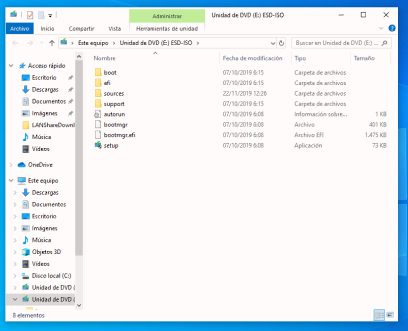 Administrar
Unidad de DVD (E:) ESD-ISO
Archivo Inicio Compartir Vista Herramientas de unidad
Este equipo > Unidad de DVD (E:) ESD-ISO >
Buscar en Unidad de DVD (E:) E...
Nombre Fecha de modificación Tipo Tamaño
boot 07/10/2019 6:15 Carpeta de archivos
efi 07/10/2019 6:15 Carpeta de archivos
sources 22/11/2019 12:26 Carpeta de archivos
support 07/10/2019 6:15 Carpeta de archivos
autorun 07/10/2019 6:08 Información sobre... 1 KB
bootmgr 07/10/2019 6:08 Archivo 401 KB
bootmgr.efi 07/10/2019 6:08 Archivo EFI 1.475 KB
setup 07/10/2019 6:08 Aplicación 73 KB
Acceso rápido
Escritorio
Descargas
Documentos
Imágenes
LANShareDownl
Música
Vídeos
OneDrive
Este equipo
Descargas
Documentos
Escritorio
Imágenes
Música
Objetos 3D
Vídeos
Disco local (C:)
Unidad de DVD (
Unidad de DVD (
8 elementos